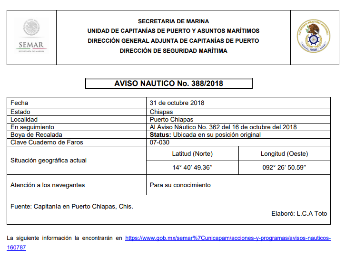 SEMAR
SECRETARÍA DE MARINA
UNIDAD DE CAPITANÍAS DE PUERTO Y ASUNTOS MARÍTIMOS
DIRECCIÓN GENERAL ADJUNTA DE CAPITANÍAS DE PUERTO
DIRECCIÓN DE SEGURIDAD MARÍTIMA
AVISO NAUTICO No. 388/2018
Fecha 31 de octubre 2018
Estado Chiapas
Localidad Puerto Chiapas
En seguimiento Al Aviso Náutico No. 362 del 16 de octubre del 2018
Boya de Recalada Status: Ubicada en su posición original
Clave Cuaderno de Faros 07-030
Situación geográfica actual Latitud (Norte) Longitud (Oeste)
14° 40' 49.36" 092° 26' 50.59"
Atención a los navegantes Para su conocimiento
Fuente: Capitanía en Puerto Chiapas, Chis.
Elaboró: L.C.A Toto
La siguiente información la encontrarán en https://www.gob.mx/semar%7Cunicapam/acciones-y-programas/avisos-nauticos-
160787